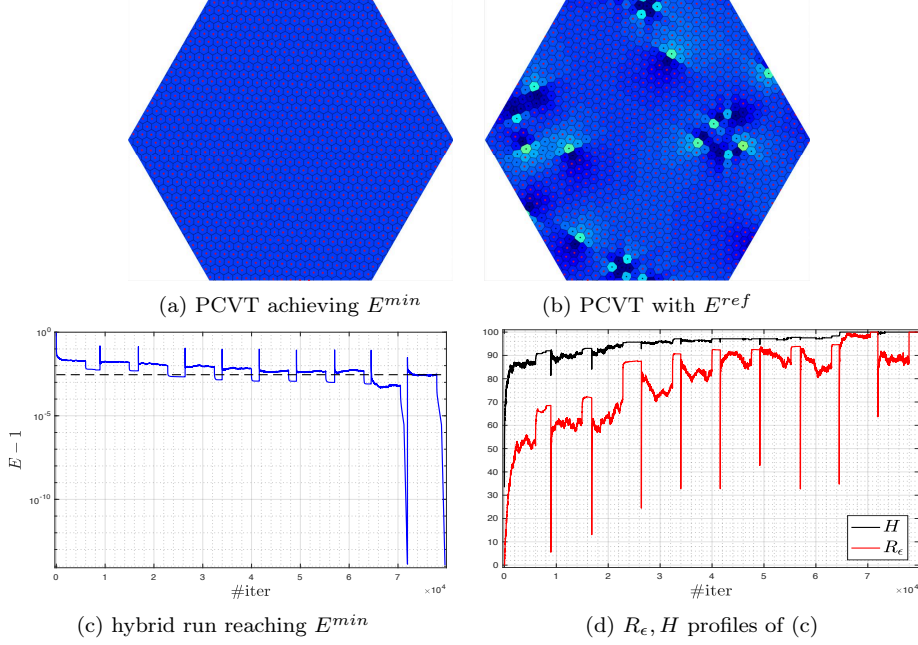 (a) PCVT achieving E^{min}
(b) PCVT with E^{ref}
10^0
10^{-5}
10^{-10}
E − 1
0 1 2 3 4 5 6 7
#iter
×10^4
100
90
80
70
60
50
40
30
20
10
0
H
R_ϵ
0 1 2 3 4 5 6 7
#iter
×10^4
(c) hybrid run reaching E^{min}
(d) R_ϵ, H profiles of (c)